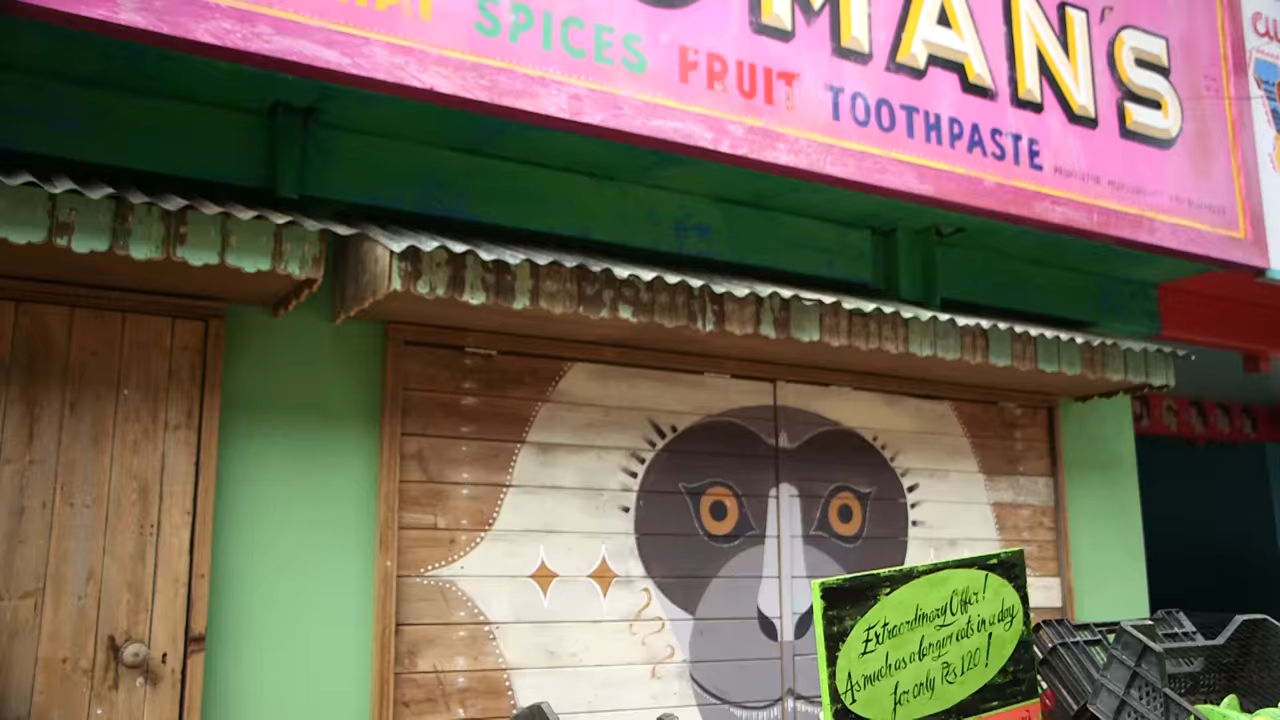 MAN'S
SPICES FRUIT TOOTHPASTE
Extraordinary Offer!
As much as a langur eats in a day
for only Rs 120!